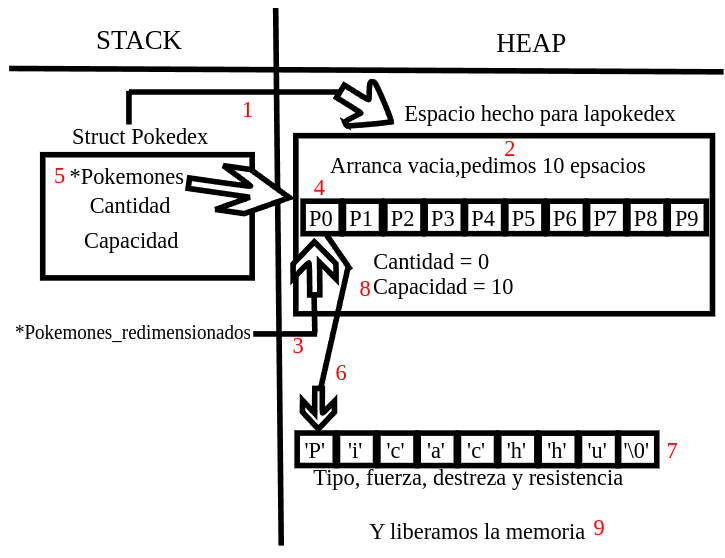 STACK
HEAP
1
Espacio hecho para lapokedex
Struct Pokedex
2
Arranca vacia,pedimos 10 epsacios
5 *Pokemones
4
Cantidad
P0 P1 P2 P3 P4 P5 P6 P7 P8 P9
Capacidad
Cantidad = 0
8 Capacidad = 10
*Pokemones_redimensionados
3
6
'P' 'i' 'c' 'a' 'c' 'h' 'h' 'u' '\0' 7
Tipo, fuerza, destreza y resistencia
Y liberamos la memoria 9